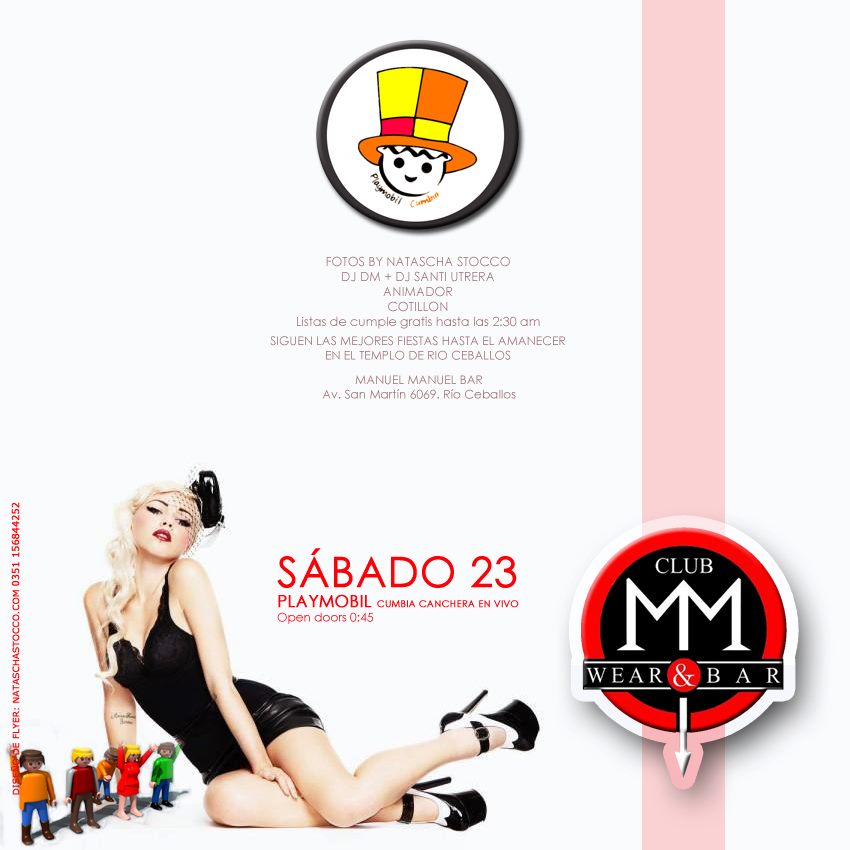 Playmobil Cumbia
FOTOS BY NATASCHA STOCCO
DJ DM + DJ SANTI UTRERA
ANIMADOR
COTILLON
Listas de cumple gratis hasta las 2:30 am
SIGUEN LAS MEJORES FIESTAS HASTA EL AMANECER
EN EL TEMPLO DE RIO CEBALLOS
MANUEL MANUEL BAR
Av. San Martín 6069. Río Ceballos
SÁBADO 23
PLAYMOBIL CUMBIA CANCHERA EN VIVO
Open doors 0:45
CLUB
MM
WEAR & BAR
DISEÑO DE FLYER: NATASCHASTOCCO.COM 0351 156844252